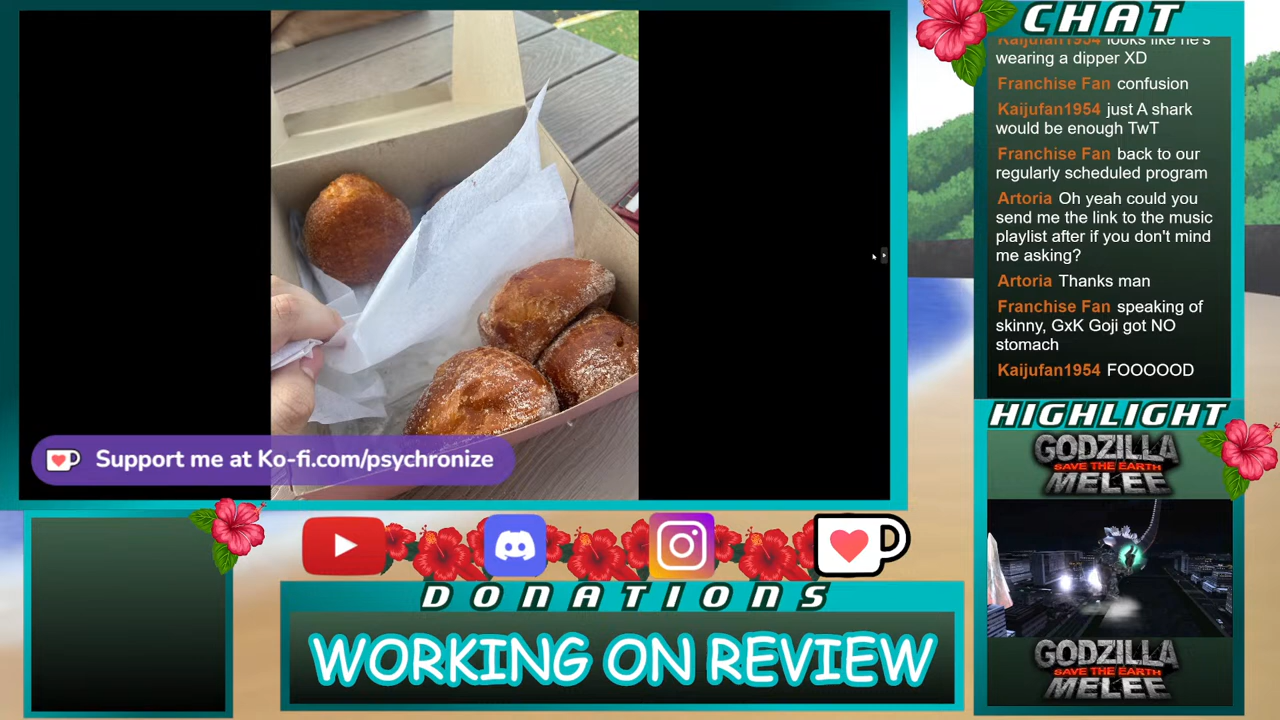 CHAT
Kaijufan1954 looks like he's
wearing a dipper XD
Franchise Fan confusion
Kaijufan1954 just A shark
would be enough TwT
Franchise Fan back to our
regularly scheduled program
Artoria Oh yeah could you
send me the link to the music
playlist after if you don't mind
me asking?
Artoria Thanks man
Franchise Fan speaking of
skinny, GxK Goji got NO
stomach
Kaijufan1954 FOOOOOD
HIGHLIGHT
GODZILLA
SAVE THE EARTH
MELEE
GODZILLA
SAVE THE EARTH
MELEE
Support me at Ko-fi.com/psychronize
DONATIONS
WORKING ON REVIEW